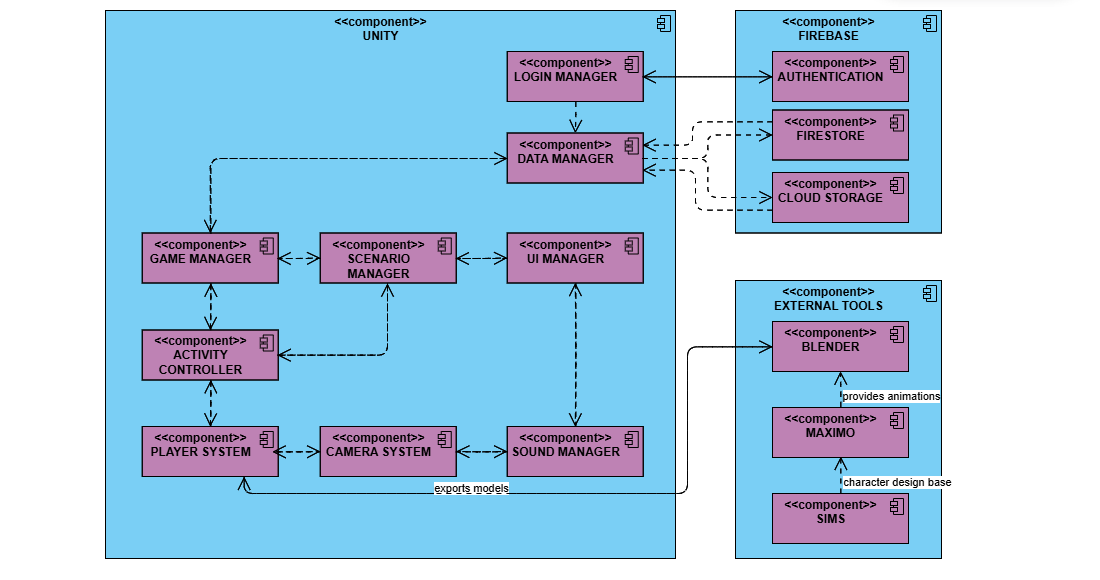 <<component>>
UNITY
<<component>>
LOGIN MANAGER
<<component>>
DATA MANAGER
<<component>>
GAME MANAGER
<<component>>
SCENARIO
MANAGER
<<component>>
UI MANAGER
<<component>>
ACTIVITY
CONTROLLER
<<component>>
PLAYER SYSTEM
<<component>>
CAMERA SYSTEM
<<component>>
SOUND MANAGER
exports models
<<component>>
FIREBASE
<<component>>
AUTHENTICATION
<<component>>
FIRESTORE
<<component>>
CLOUD STORAGE
<<component>>
EXTERNAL TOOLS
<<component>>
BLENDER
provides animations
<<component>>
MAXIMO
character design base
<<component>>
SIMS